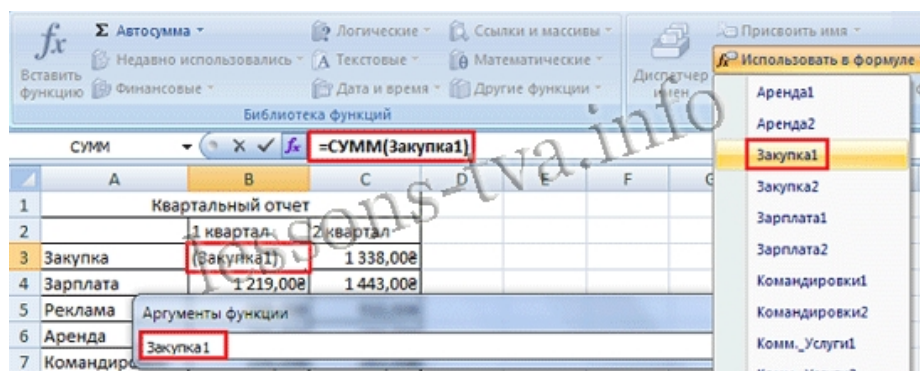 Автосумма
Логические
Ссылки и массивы
Присвоить имя
Недавно использовались
Текстовые
Математические
Использовать в формуле
Вставить функцию
Финансовые
Дата и время
Другие функции
Диспетчер имен
Библиотека функций
Аренда1
Аренда2
Закупка1
Закупка2
Зарплата1
Зарплата2
Командировки1
Командировки2
Комм._Услуги1
СУММ
=СУММ(Закупка1)
A B C D E F G
1 Квартальный отчет
2 1 квартал 2 квартал
3 Закупка (Закупка1) 1 338,00₴
4 Зарплата 1 219,00₴ 1 443,00₴
5 Реклама
6 Аренда
7 Командиро
Аргументы функции
Закупка1
lessons-tva.info